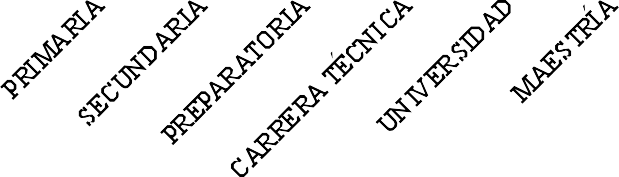 PRIMARIA
SECUNDARIA
PREPARATORIA
CARRERA TÉCNICA
UNIVERSIDAD
MAESTRÍA